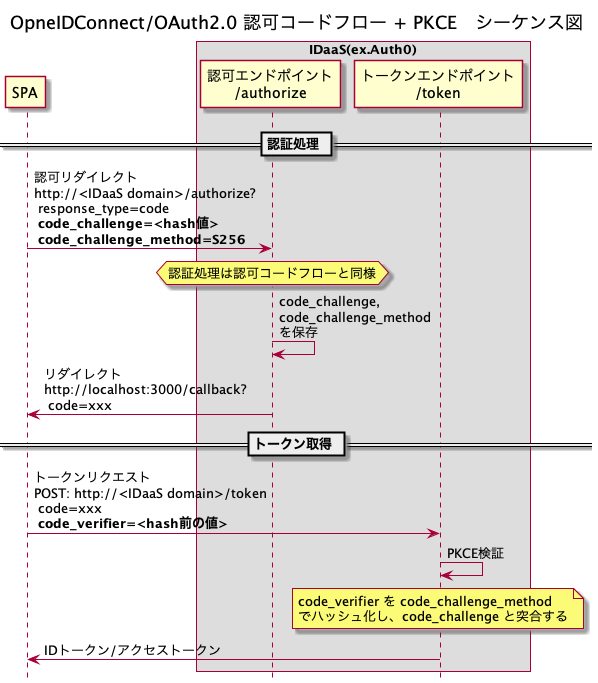 OpneIDConnect/OAuth2.0 認可コードフロー + PKCE　シーケンス図
IDaaS(ex.Auth0)
SPA
認可エンドポイント
/authorize
トークンエンドポイント
/token
認証処理
認可リダイレクト
http://<IDaaS domain>/authorize?
response_type=code
code_challenge=<hash値>
code_challenge_method=S256
認証処理は認可コードフローと同様
code_challenge,
code_challenge_method
を保存
リダイレクト
http://localhost:3000/callback?
code=xxx
トークン取得
トークンリクエスト
POST: http://<IDaaS domain>/token
code=xxx
code_verifier=<hash前の値>
PKCE検証
code_verifier を code_challenge_method
でハッシュ化し、code_challenge と突合する
IDトークン/アクセストークン